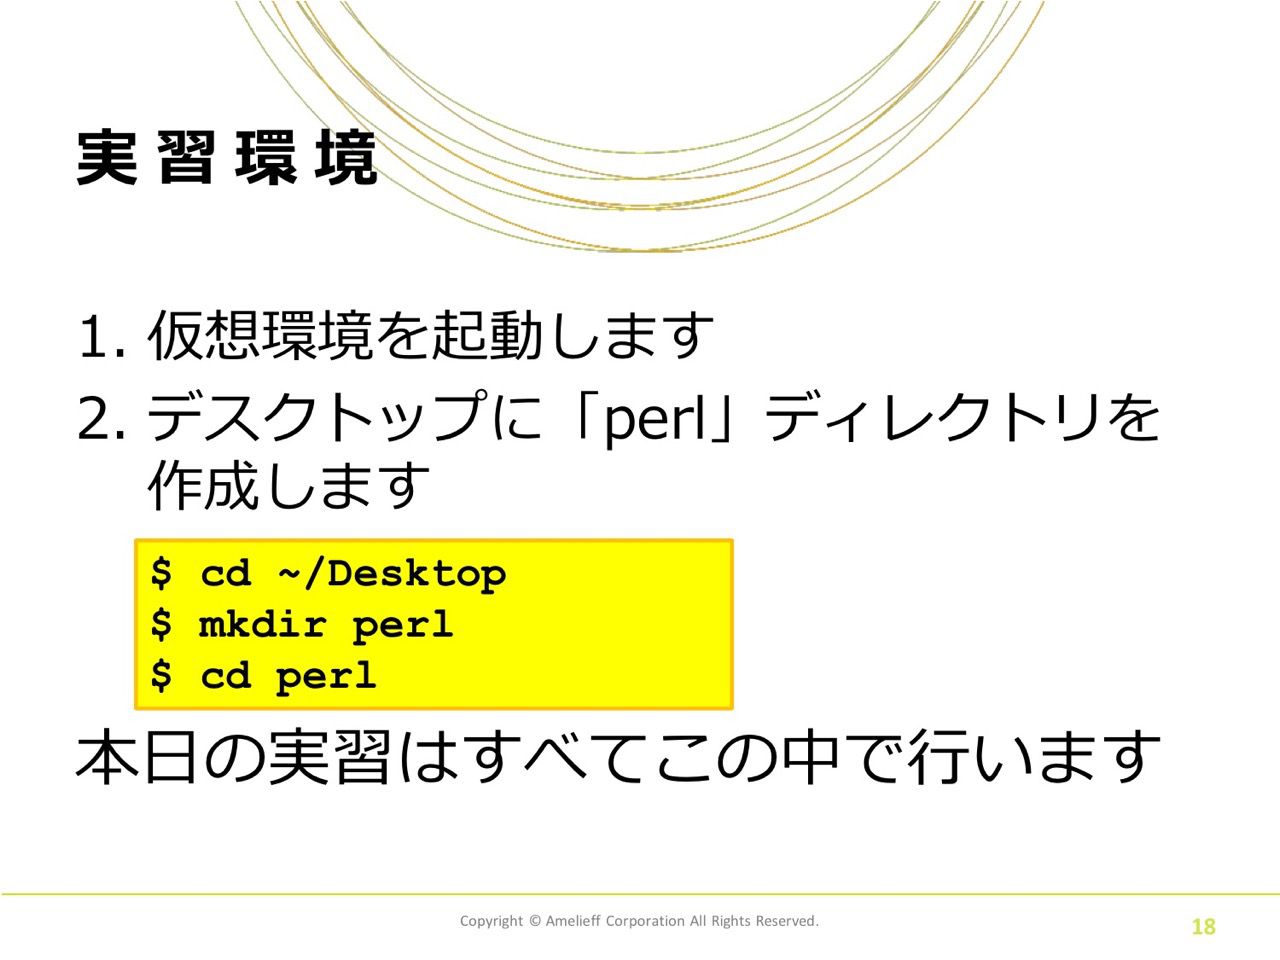 実習環境
1. 仮想環境を起動します
2. デスクトップに「perl」ディレクトリを
作成します
$ cd ~/Desktop
$ mkdir perl
$ cd perl
本日の実習はすべてこの中で行います
Copyright © Amelieff Corporation All Rights Reserved.
18